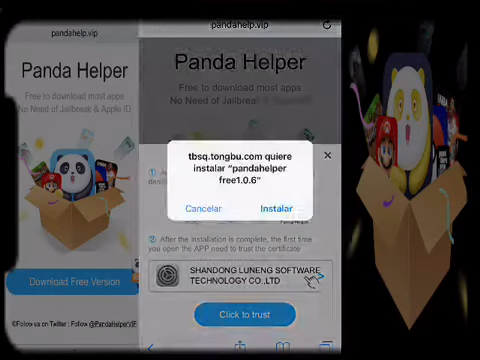 pandahelp.vip
Panda Helper
Free to download most apps
No Need of Jailbreak & Apple ID
Download Free Version
©Follow us on Twitter : Follow @PandaHelperVIP
pandahelp.vip
Panda Helper
Free to download most apps
No Need of Jailbreak
tbsq.tongbu.com quiere
instalar "pandahelper
free1.0.6"
Cancelar
Instalar
② After the installation is complete, the first time
you open the APP need to trust the certificate
SHANDONG LUNENG SOFTWARE
TECHNOLOGY CO.,LTD
Click to trust